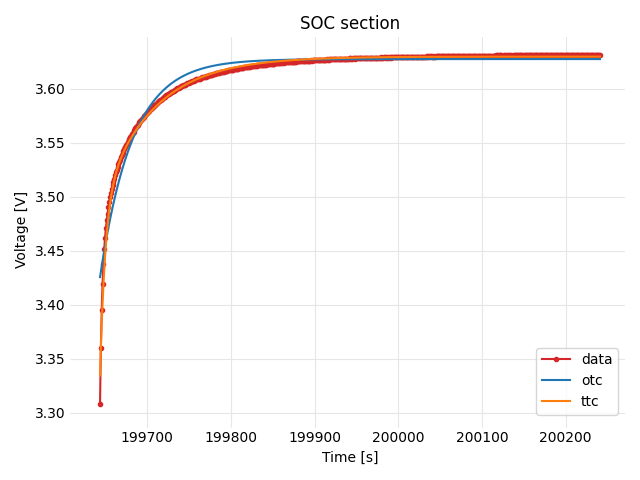 SOC section
Voltage [V]
3.60
3.55
3.50
3.45
3.40
3.35
3.30
data
otc
ttc
199700 199800 199900 200000 200100 200200
Time [s]